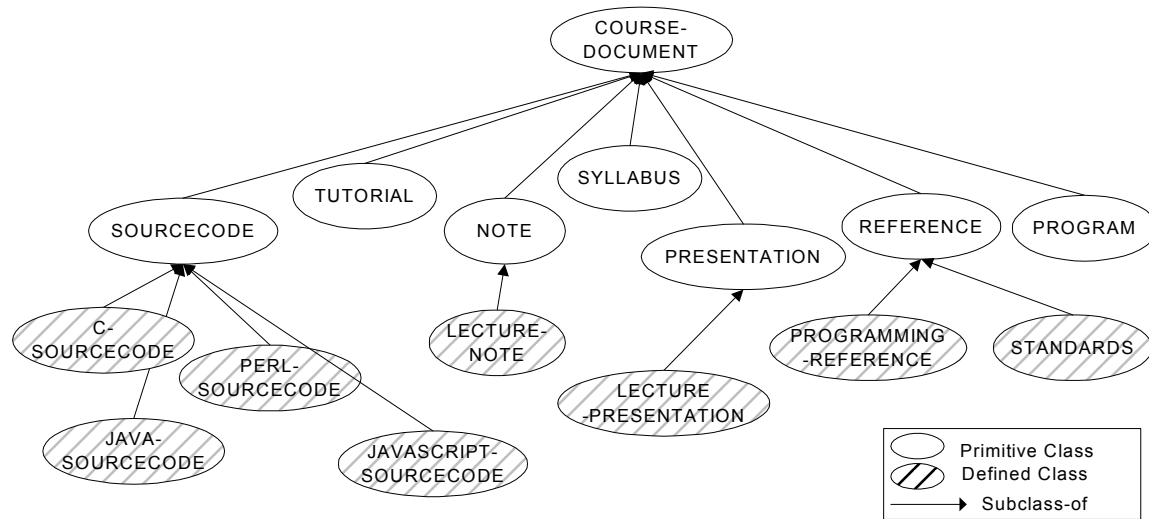 COURSE-
DOCUMENT
SYLLABUS
TUTORIAL
SOURCECODE
NOTE
REFERENCE
PROGRAM
PRESENTATION
C-
SOURCECODE
LECTURE-
NOTE
PROGRAMMING
-REFERENCE
STANDARDS
PERL-
SOURCECODE
LECTURE
-PRESENTATION
JAVA-
SOURCECODE
JAVASCRIPT-
SOURCECODE
Primitive Class
Defined Class
Subclass-of